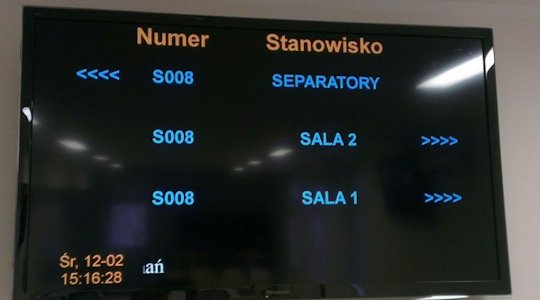 Numer Stanowisko
<<<< S008 SEPARATORY
S008 SALA 2 >>>>
S008 SALA 1 >>>>
Śr, 12-02
15:16:28